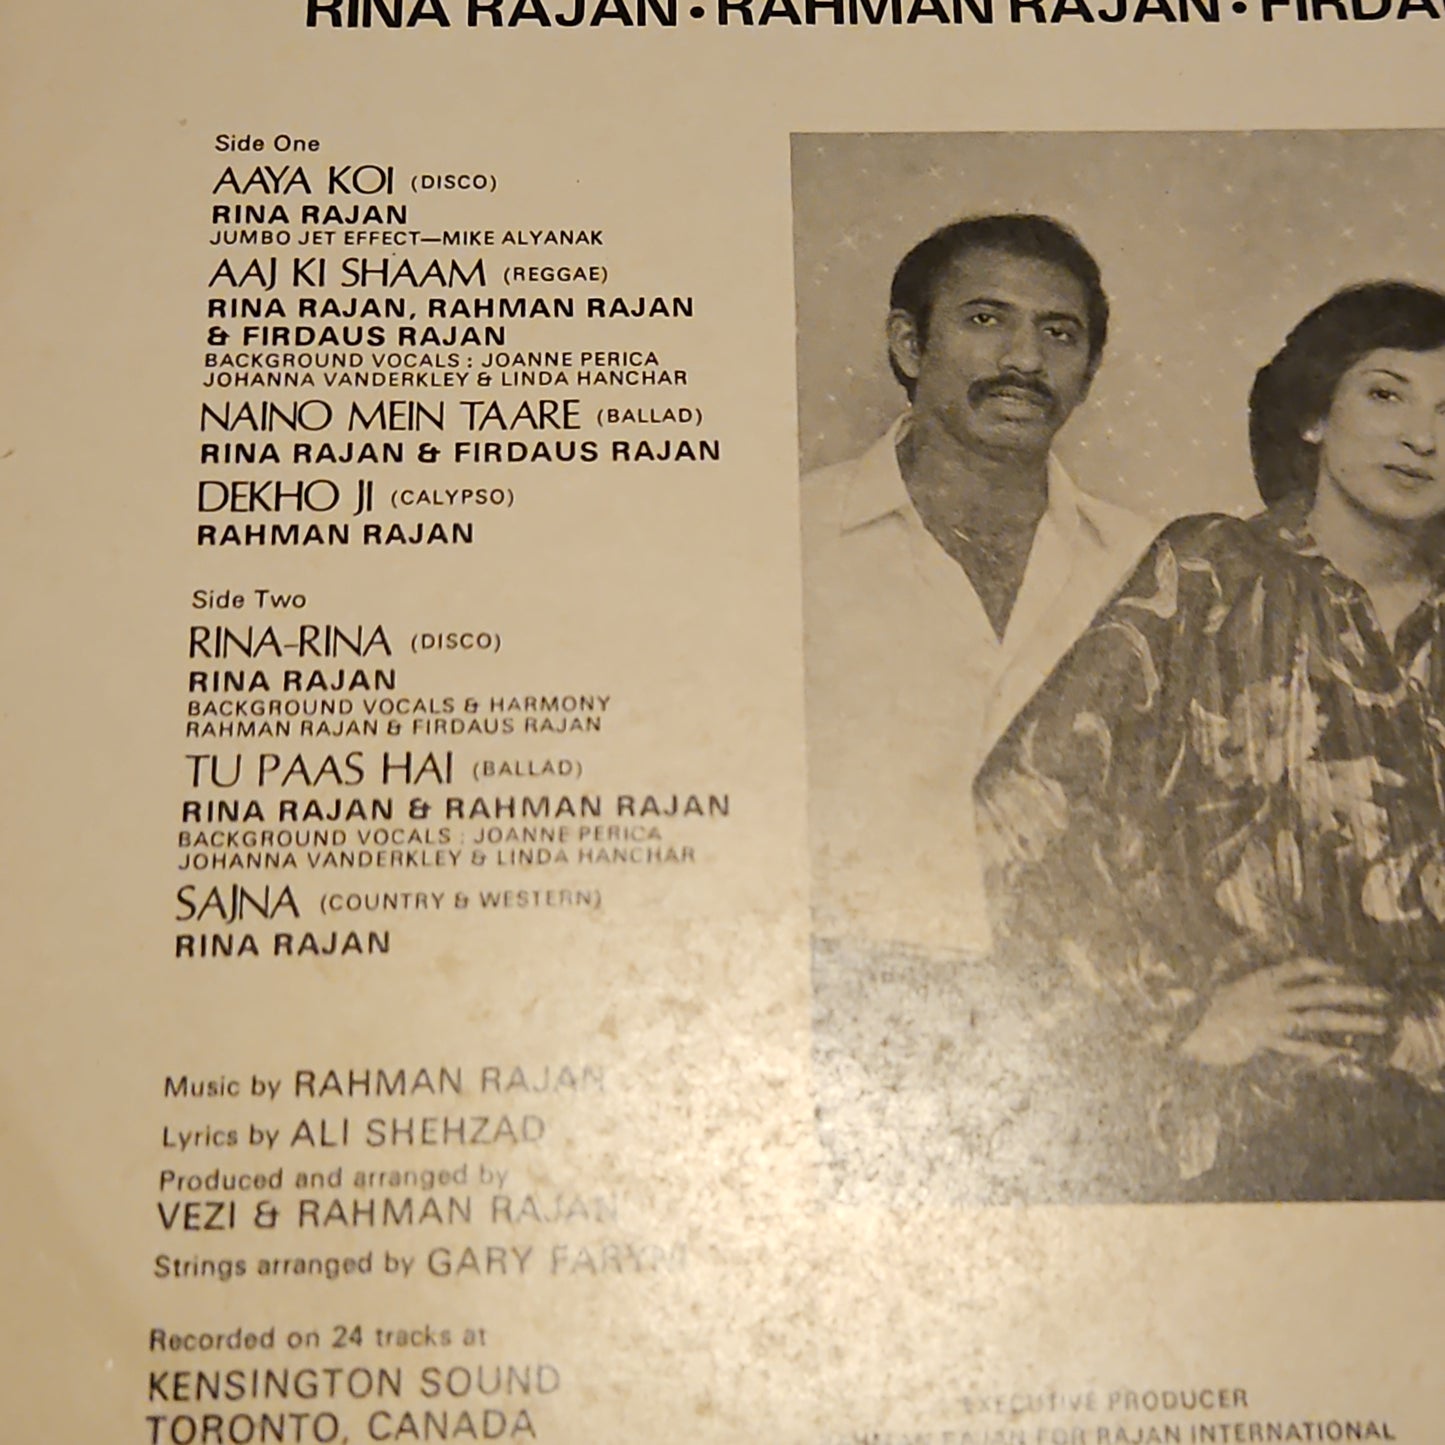 RINA RAJAN • RAHMAN RAJAN •
Side One
AAYA KOI (DISCO)
RINA RAJAN
JUMBO JET EFFECT—MIKE ALYANAK
AAJ KI SHAAM (REGGAE)
RINA RAJAN, RAHMAN RAJAN
& FIRDAUS RAJAN
BACKGROUND VOCALS : JOANNE PERICA
JOHANNA VANDERKLEY & LINDA HANCHAR
NAINO MEIN TAARE (BALLAD)
RINA RAJAN & FIRDAUS RAJAN
DEKHO JI (CALYPSO)
RAHMAN RAJAN
Side Two
RINA-RINA (DISCO)
RINA RAJAN
BACKGROUND VOCALS & HARMONY
RAHMAN RAJAN & FIRDAUS RAJAN
TU PAAS HAI (BALLAD)
RINA RAJAN & RAHMAN RAJAN
BACKGROUND VOCALS : JOANNE PERICA
JOHANNA VANDERKLEY & LINDA HANCHAR
SAJNA (COUNTRY & WESTERN)
RINA RAJAN
Music by RAHMAN RAJAN
Lyrics by ALI SHEHZAD
Produced and arranged by
VEZI & RAHMAN RAJAN
Strings arranged by GARY
Recorded on 24 tracks at
KENSINGTON SOUND
TORONTO, CANADA
EXECUTIVE PRODUCER
RAJAN FOR RAJAN INTERNATIONAL